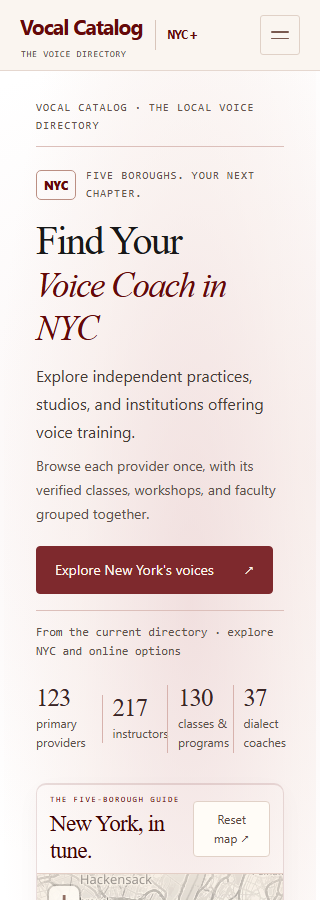 Vocal Catalog
NYC +
THE VOICE DIRECTORY
VOCAL CATALOG · THE LOCAL VOICE
DIRECTORY
NYC
FIVE BOROUGHS. YOUR NEXT
CHAPTER.
Find Your
Voice Coach in
NYC
Explore independent practices,
studios, and institutions offering
voice training.
Browse each provider once, with its
verified classes, workshops, and faculty
grouped together.
Explore New York's voices ↗
From the current directory · explore
NYC and online options
123
primary
providers
217
instructors
130
classes &
programs
37
dialect
coaches
THE FIVE-BOROUGH GUIDE
New York, in
tune.
Reset
map ↗
Hackensack
+